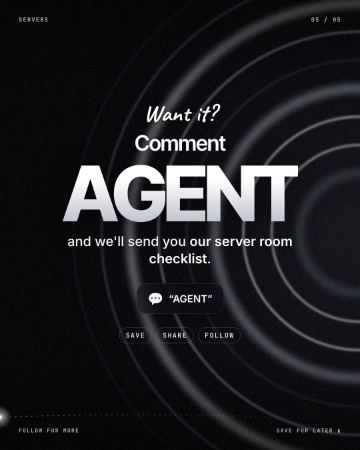 SERVERS
05 / 05
Want it?
Comment
AGENT
and we'll send you our server room
checklist.
"AGENT"
SAVE
SHARE
FOLLOW
FOLLOW FOR MORE
SAVE FOR LATER